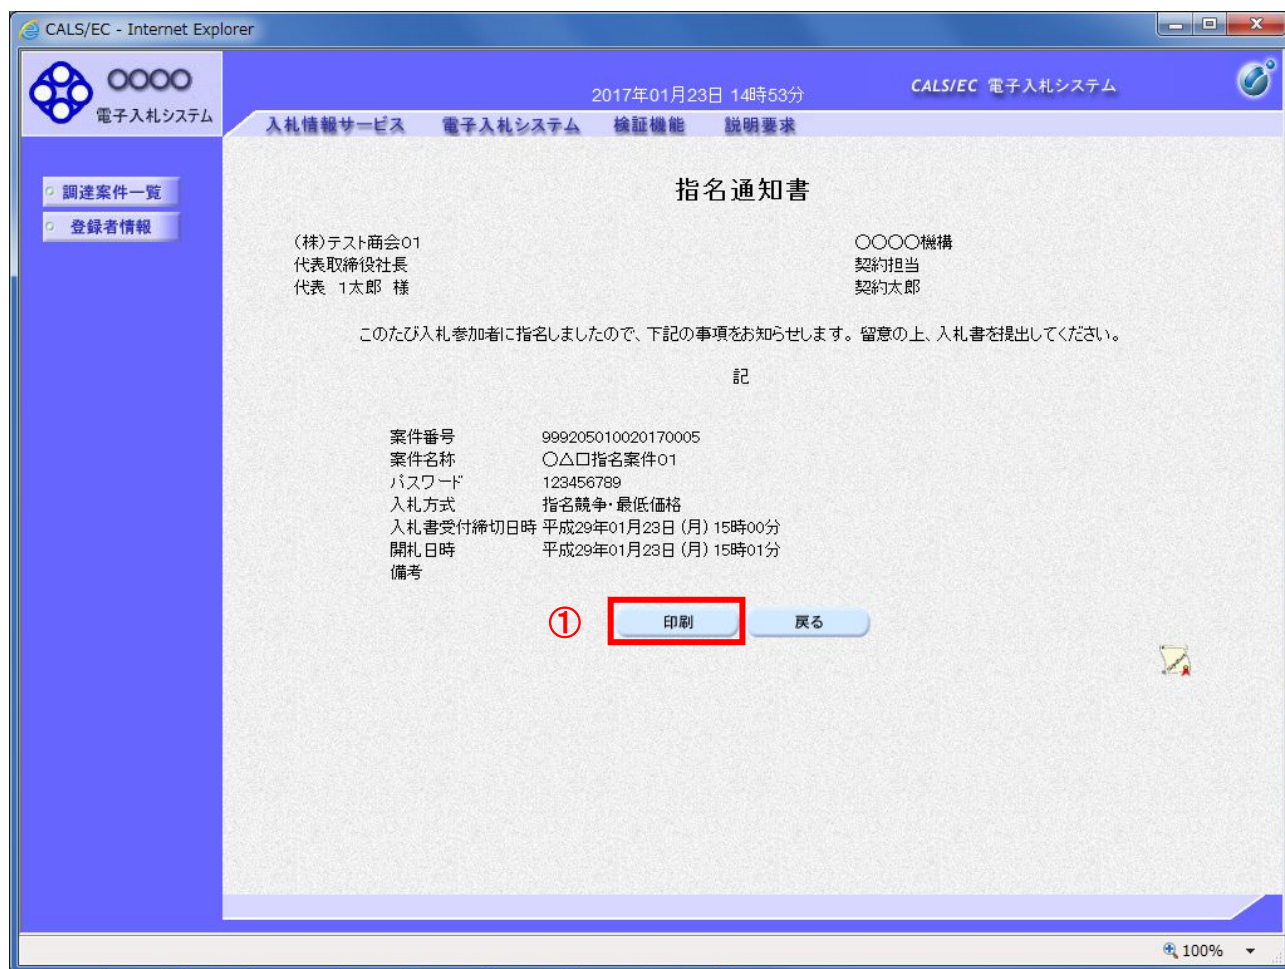 CALS/EC - Internet Explorer
〇〇〇〇
電子入札システム
2017年01月23日 14時53分
CALS/EC 電子入札システム
入札情報サービス 電子入札システム 検証機能 説明要求
調達案件一覧
登録者情報
指名通知書
(株)テスト商会01
代表取締役社長
代表 1太郎 様
〇〇〇〇機構
契約担当
契約太郎
このたび入札参加者に指名しましたので、下記の事項をお知らせします。留意の上、入札書を提出してください。
記
案件番号 999205010020170005
案件名称 〇△口指名案件01
パスワード 123456789
入札方式 指名競争・最低価格
入札書受付締切日時 平成29年01月23日 (月) 15時00分
開札日時 平成29年01月23日 (月) 15時01分
備考
① 印刷 戻る
100%